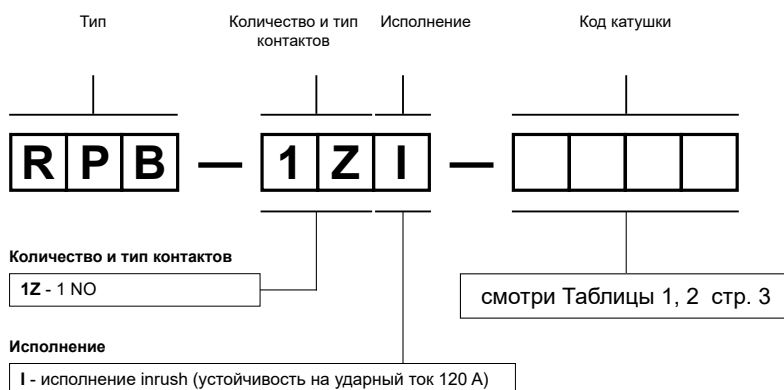 Тип
Количество и тип
контактов
Исполнение
Код катушки
R P B — 1 Z I —
Количество и тип контактов
1Z - 1 NO
смотри Таблицы 1, 2 стр. 3
Исполнение
I - исполнение inrush (устойчивость на ударный ток 120 A)